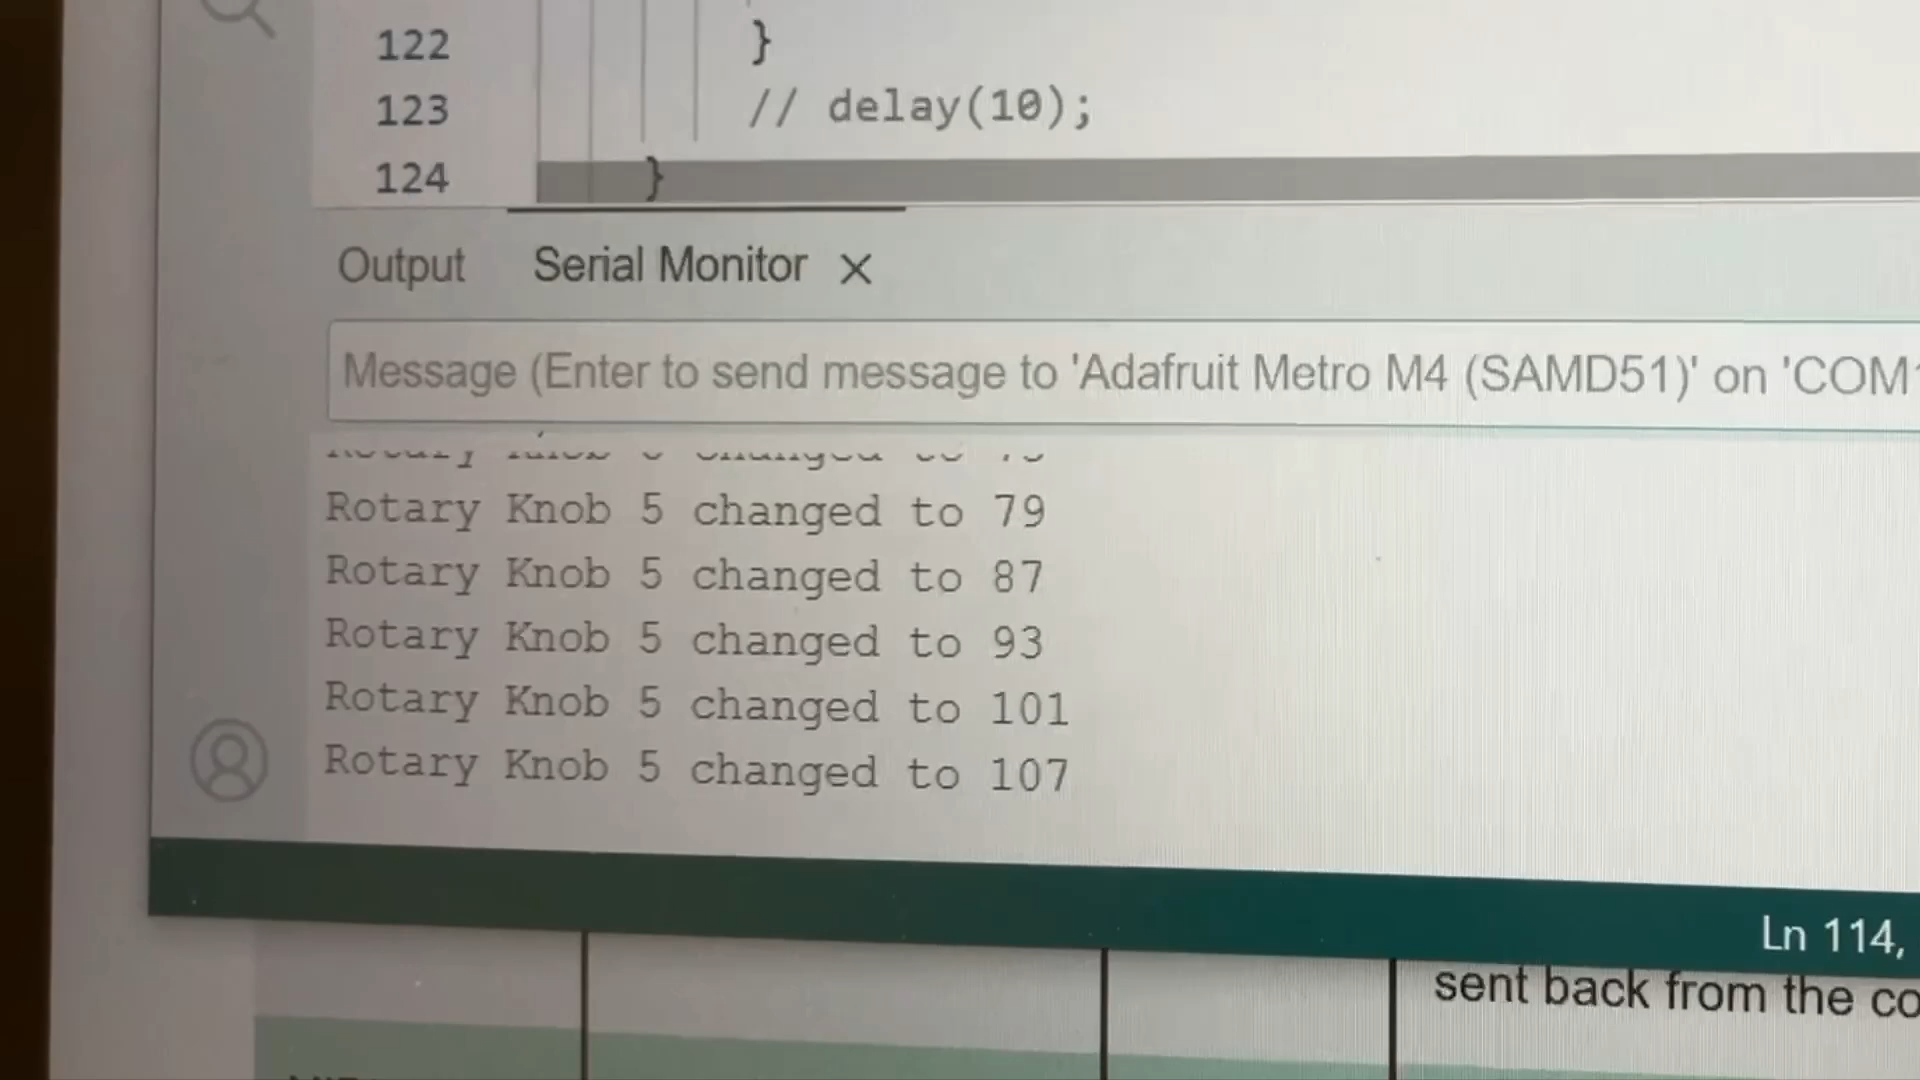 122 }
123 // delay(10);
124 }
Output Serial Monitor
Message (Enter to send message to 'Adafruit Metro M4 (SAMD51)' on 'COM
Rotary Knob 5 changed to 79
Rotary Knob 5 changed to 87
Rotary Knob 5 changed to 93
Rotary Knob 5 changed to 101
Rotary Knob 5 changed to 107
Ln 114,
sent back from the co